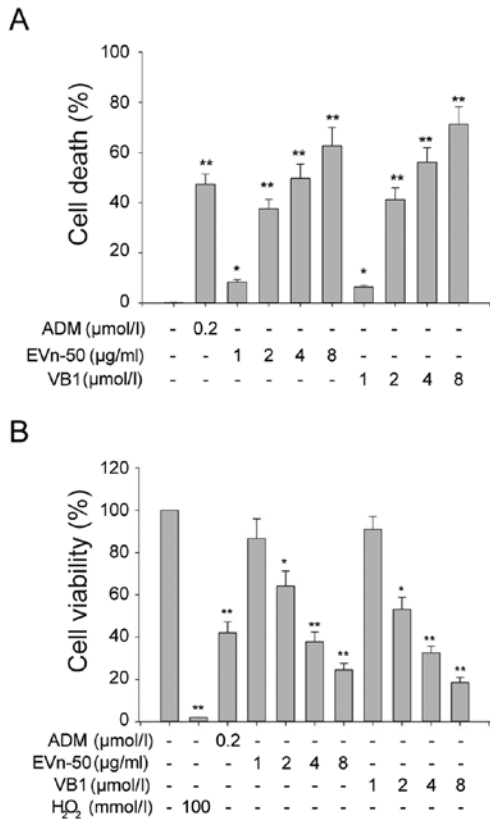 A
Cell death (%)
100
80
60
40
20
0
** * ** ** ** * ** ** **
ADM (μmol/l) - 0.2 - - - - - - - -
EVn-50 (μg/ml) - - 1 2 4 8 - - - -
VB1 (μmol/l) - - - - - - 1 2 4 8
B
Cell viability (%)
120
100
80
60
40
20
0
** ** * ** ** * ** **
ADM (μmol/l) - - 0.2 - - - - - - - -
EVn-50 (μg/ml) - - - 1 2 4 8 - - - -
VB1 (μmol/l) - - - - - - - 1 2 4 8
H₂O₂ (mmol/l) - 100 - - - - - - - - -